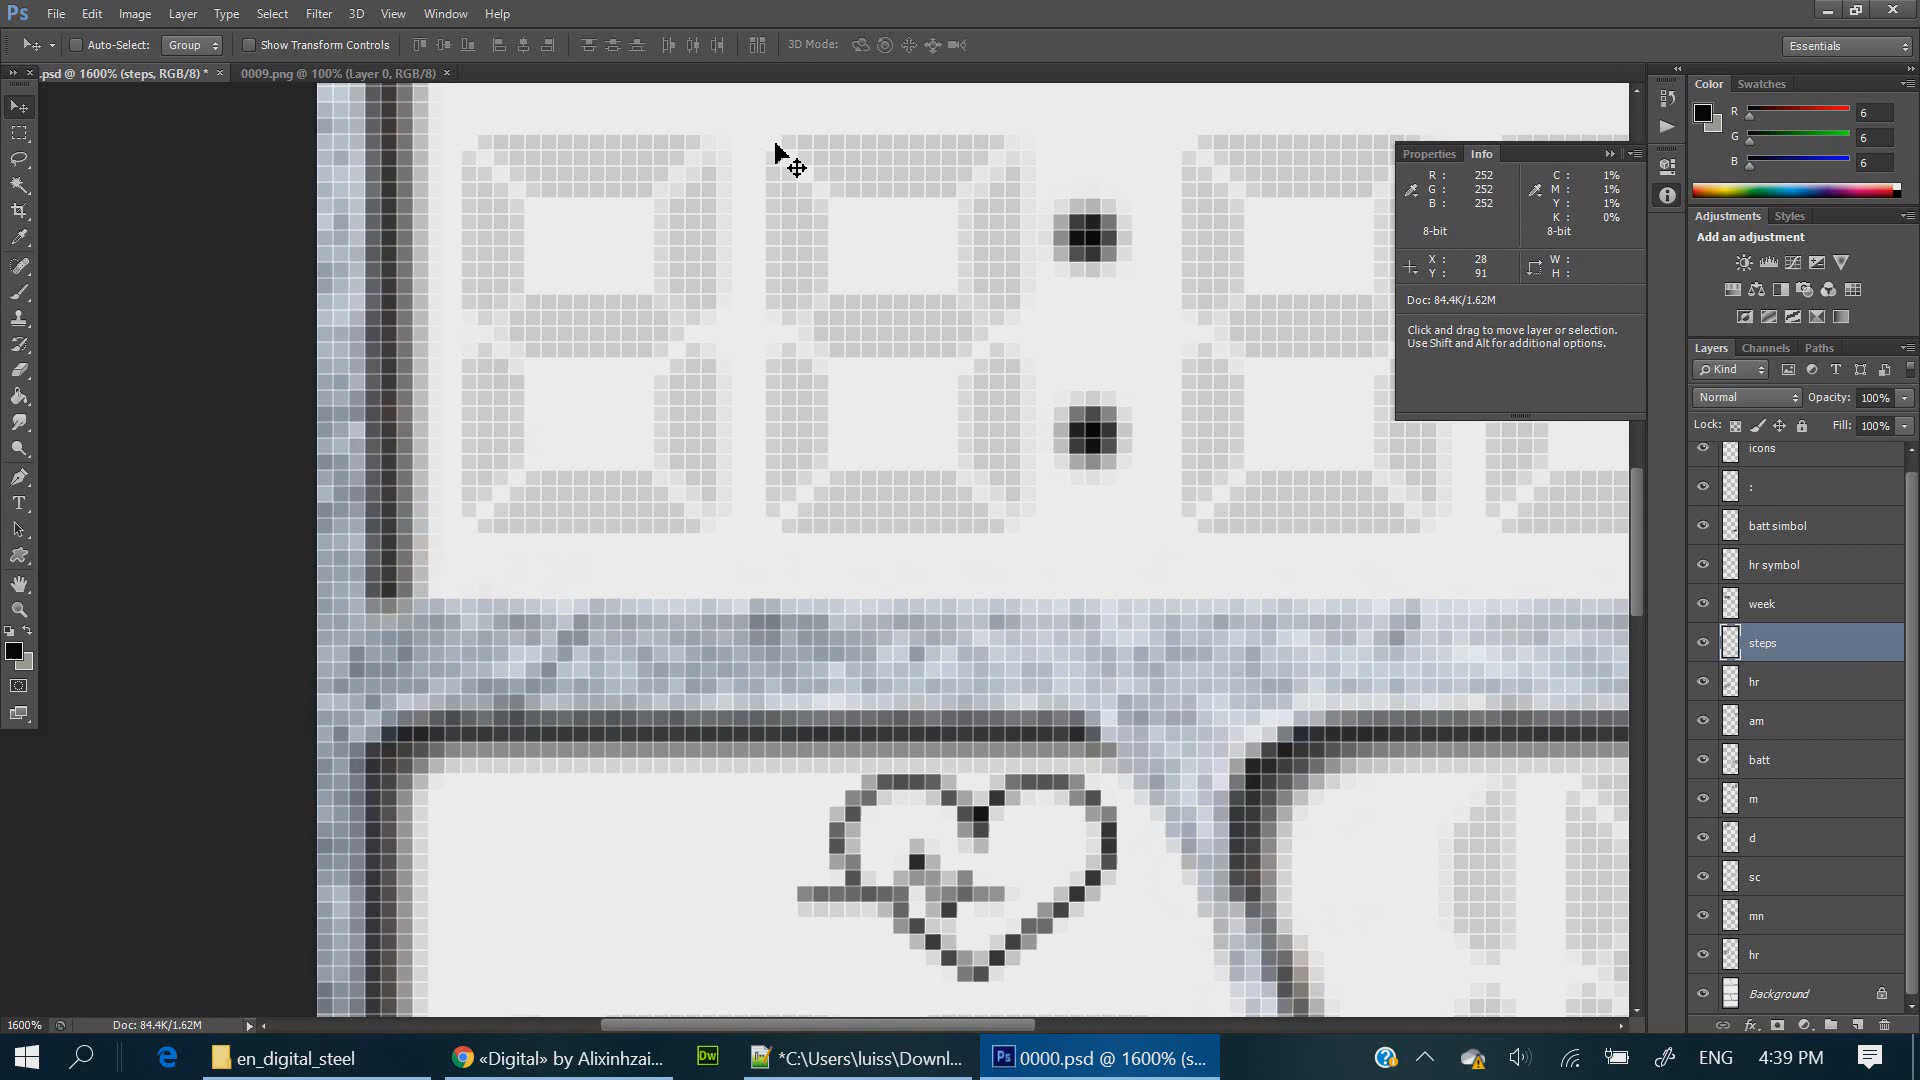 Ps File Edit Image Layer Type Select Filter 3D View Window Help
Auto-Select: Group Show Transform Controls 3D Mode: Essentials
.psd @ 1600% (steps, RGB/8) * × 0009.png @ 100% (Layer 0, RGB/8) ×
Color Swatches
R 6
G 6
B 6
Properties Info
R : 252 C : 1%
G : 252 M : 1%
B : 252 Y : 1%
K : 0%
8-bit 8-bit
X : 28 W :
Y : 91 H :
Doc: 84.4K/1.62M
Click and drag to move layer or selection.
Use Shift and Alt for additional options.
Adjustments Styles
Add an adjustment
Layers Channels Paths
Kind
Normal Opacity: 100%
Lock: Fill: 100%
icons
:
batt simbol
hr symbol
week
steps
hr
am
batt
m
d
sc
mn
hr
Background
1600% Doc: 84.4K/1.62M
en_digital_steel «Digital» by Alixinhzai... Dw *C:\Users\luiss\Downl... Ps 0000.psd @ 1600% (s... ENG 4:39 PM